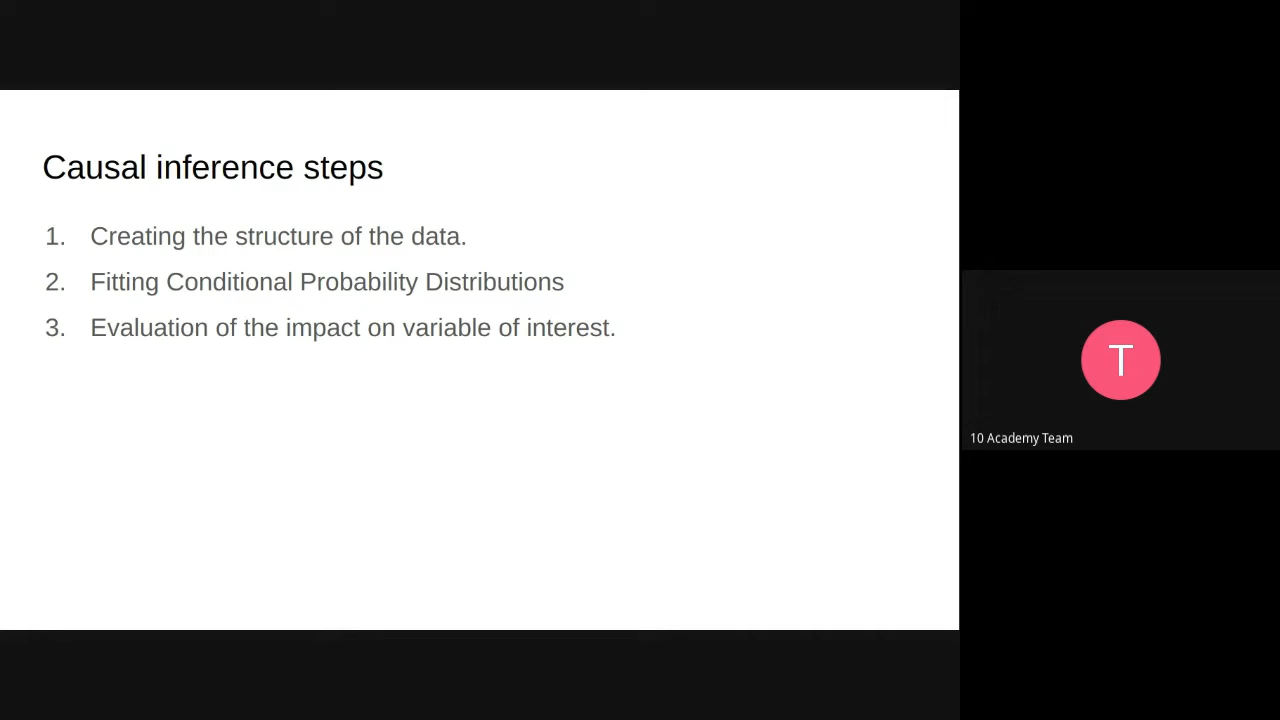 Causal inference steps
1. Creating the structure of the data.
2. Fitting Conditional Probability Distributions
3. Evaluation of the impact on variable of interest.
T
10 Academy Team